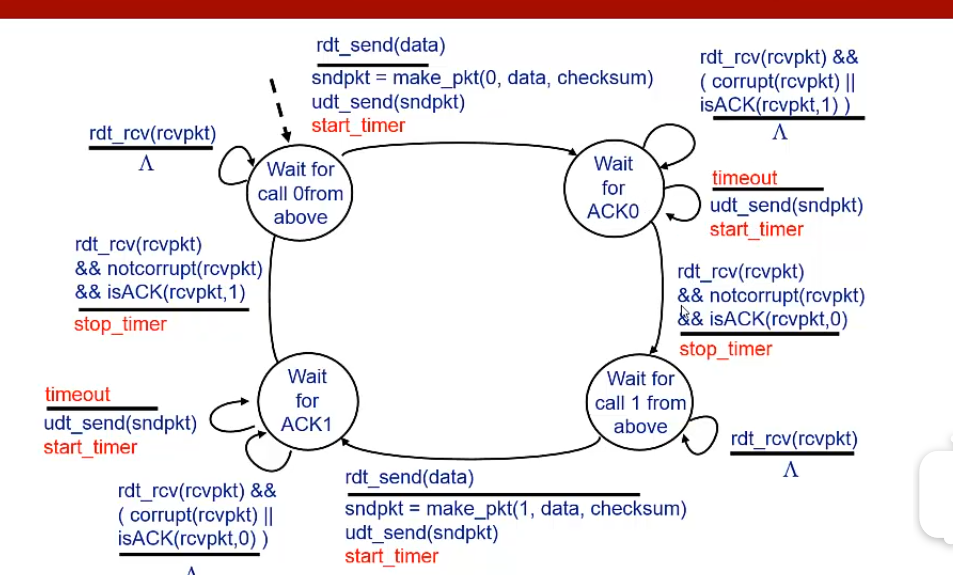 rdt_send(data)
sndpkt = make_pkt(0, data, checksum)
udt_send(sndpkt)
start_timer
rdt_rcv(rcvpkt) &&
( corrupt(rcvpkt) ||
isACK(rcvpkt,1) )
Λ
rdt_rcv(rcvpkt)
Λ
Wait for
call 0from
above
Wait
for
ACK0
timeout
udt_send(sndpkt)
start_timer
rdt_rcv(rcvpkt)
&& notcorrupt(rcvpkt)
&& isACK(rcvpkt,1)
stop_timer
rdt_rcv(rcvpkt)
&& notcorrupt(rcvpkt)
&& isACK(rcvpkt,0)
stop_timer
Wait
for
ACK1
Wait for
call 1 from
above
timeout
udt_send(sndpkt)
start_timer
rdt_rcv(rcvpkt)
Λ
rdt_rcv(rcvpkt) &&
( corrupt(rcvpkt) ||
isACK(rcvpkt,0) )
Λ
rdt_send(data)
sndpkt = make_pkt(1, data, checksum)
udt_send(sndpkt)
start_timer